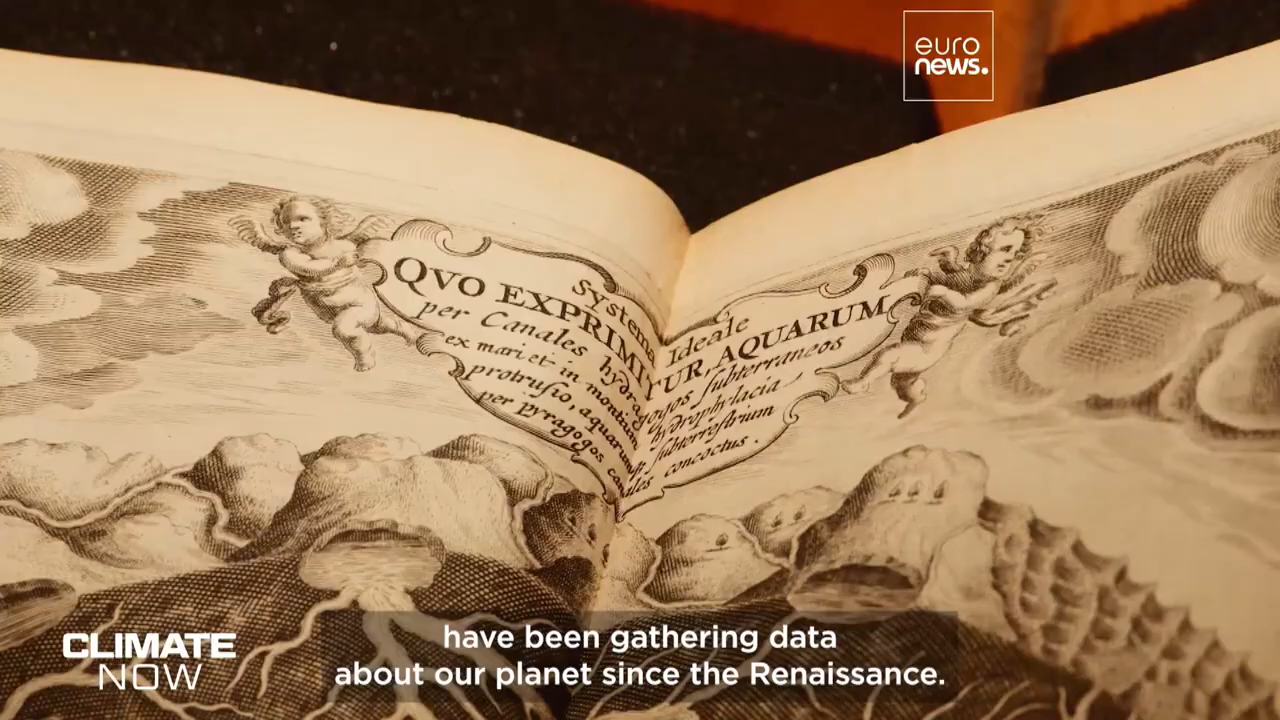 euro
news.
Systema Ideale
QVO EXPRIMITUR, AQUARUM
per Canales hydragogos subterraneos
ex mari et in montium hydrophylacia
protrusio, aquarumq; subterrestrium
per pyragogos canales concoctus.
CLIMATE
NOW
have been gathering data
about our planet since the Renaissance.